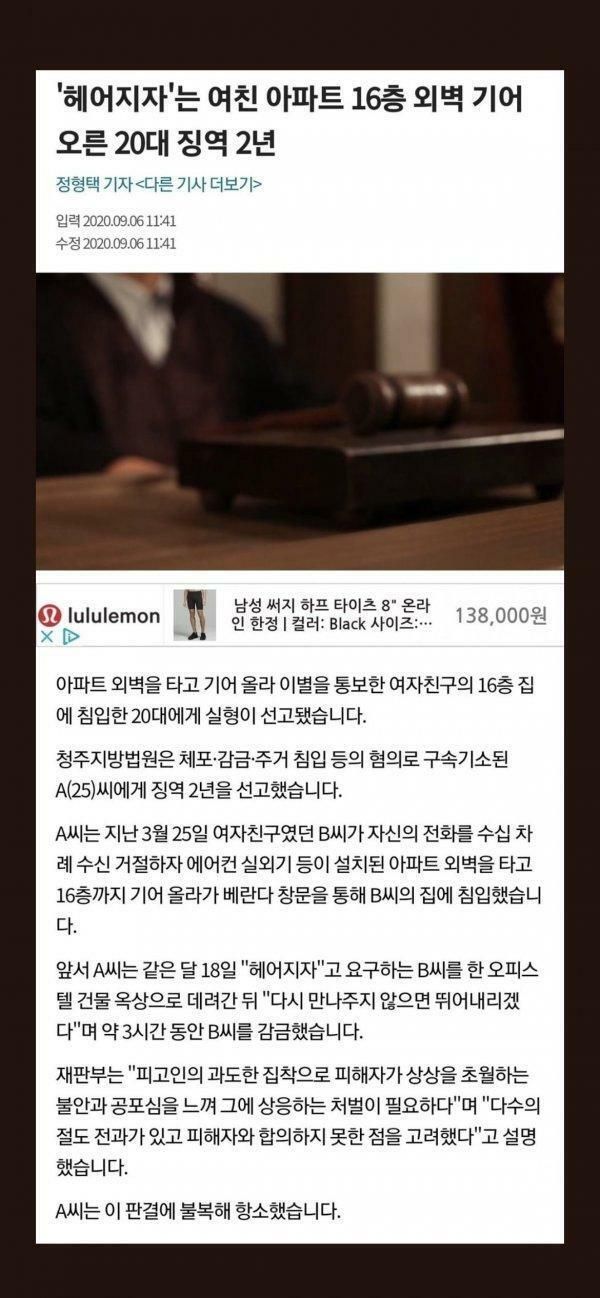 '헤어지자'는 여친 아파트 16층 외벽 기어
오른 20대 징역 2년
정형택 기자 <다른 기사 더보기>
입력 2020.09.06 11:41
수정 2020.09.06 11:41
lululemon
남성 써지 하프 타이츠 8" 온라
인 한정 | 컬러: Black 사이즈:···
138,000원
아파트 외벽을 타고 기어 올라 이별을 통보한 여자친구의 16층 집
에 침입한 20대에게 실형이 선고됐습니다.
청주지방법원은 체포·감금·주거 침입 등의 혐의로 구속기소된
A(25)씨에게 징역 2년을 선고했습니다.
A씨는 지난 3월 25일 여자친구였던 B씨가 자신의 전화를 수십 차
례 수신 거절하자 에어컨 실외기 등이 설치된 아파트 외벽을 타고
16층까지 기어 올라가 베란다 창문을 통해 B씨의 집에 침입했습니
다.
앞서 A씨는 같은 달 18일 "헤어지자"고 요구하는 B씨를 한 오피스
텔 건물 옥상으로 데려간 뒤 "다시 만나주지 않으면 뛰어내리겠
다"며 약 3시간 동안 B씨를 감금했습니다.
재판부는 "피고인의 과도한 집착으로 피해자가 상상을 초월하는
불안과 공포심을 느껴 그에 상응하는 처벌이 필요하다"며 "다수의
절도 전과가 있고 피해자와 합의하지 못한 점을 고려했다"고 설명
했습니다.
A씨는 이 판결에 불복해 항소했습니다.